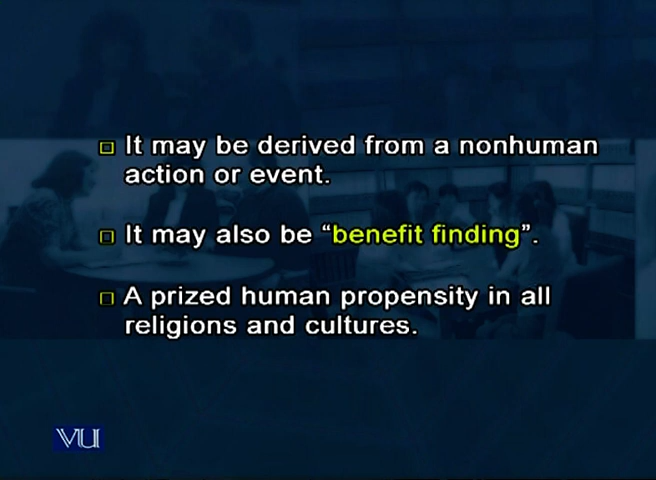 It may be derived from a nonhuman
action or event.
It may also be “benefit finding”.
A prized human propensity in all
religions and cultures.
VU